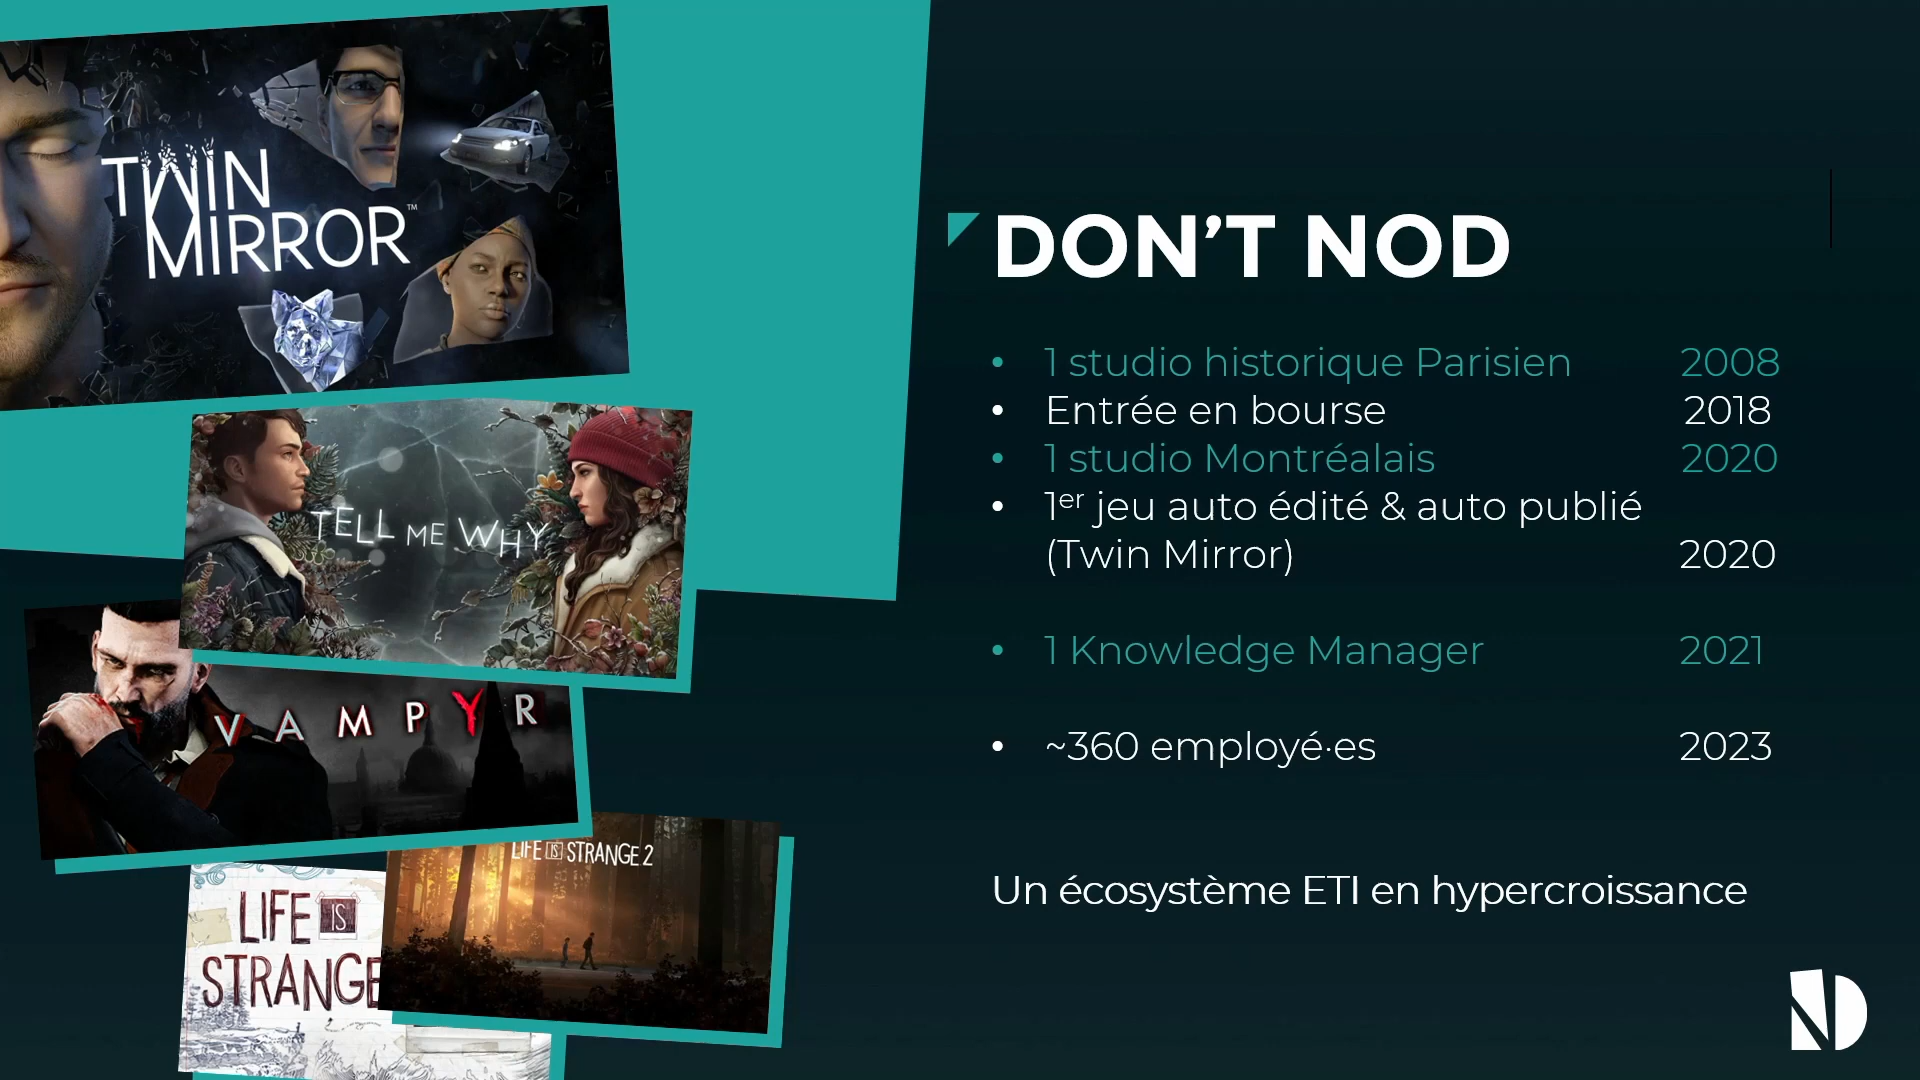 TWIN
MIRROR™
TELL ME WHY
VAMPYR
LIFE IS STRANGE 2
LIFE IS
STRANGE
DON’T NOD
• 1 studio historique Parisien 2008
• Entrée en bourse 2018
• 1 studio Montréalais 2020
• 1er jeu auto édité & auto publié
(Twin Mirror) 2020
• 1 Knowledge Manager 2021
• ~360 employé·es 2023
Un écosystème ETI en hypercroissance
ND